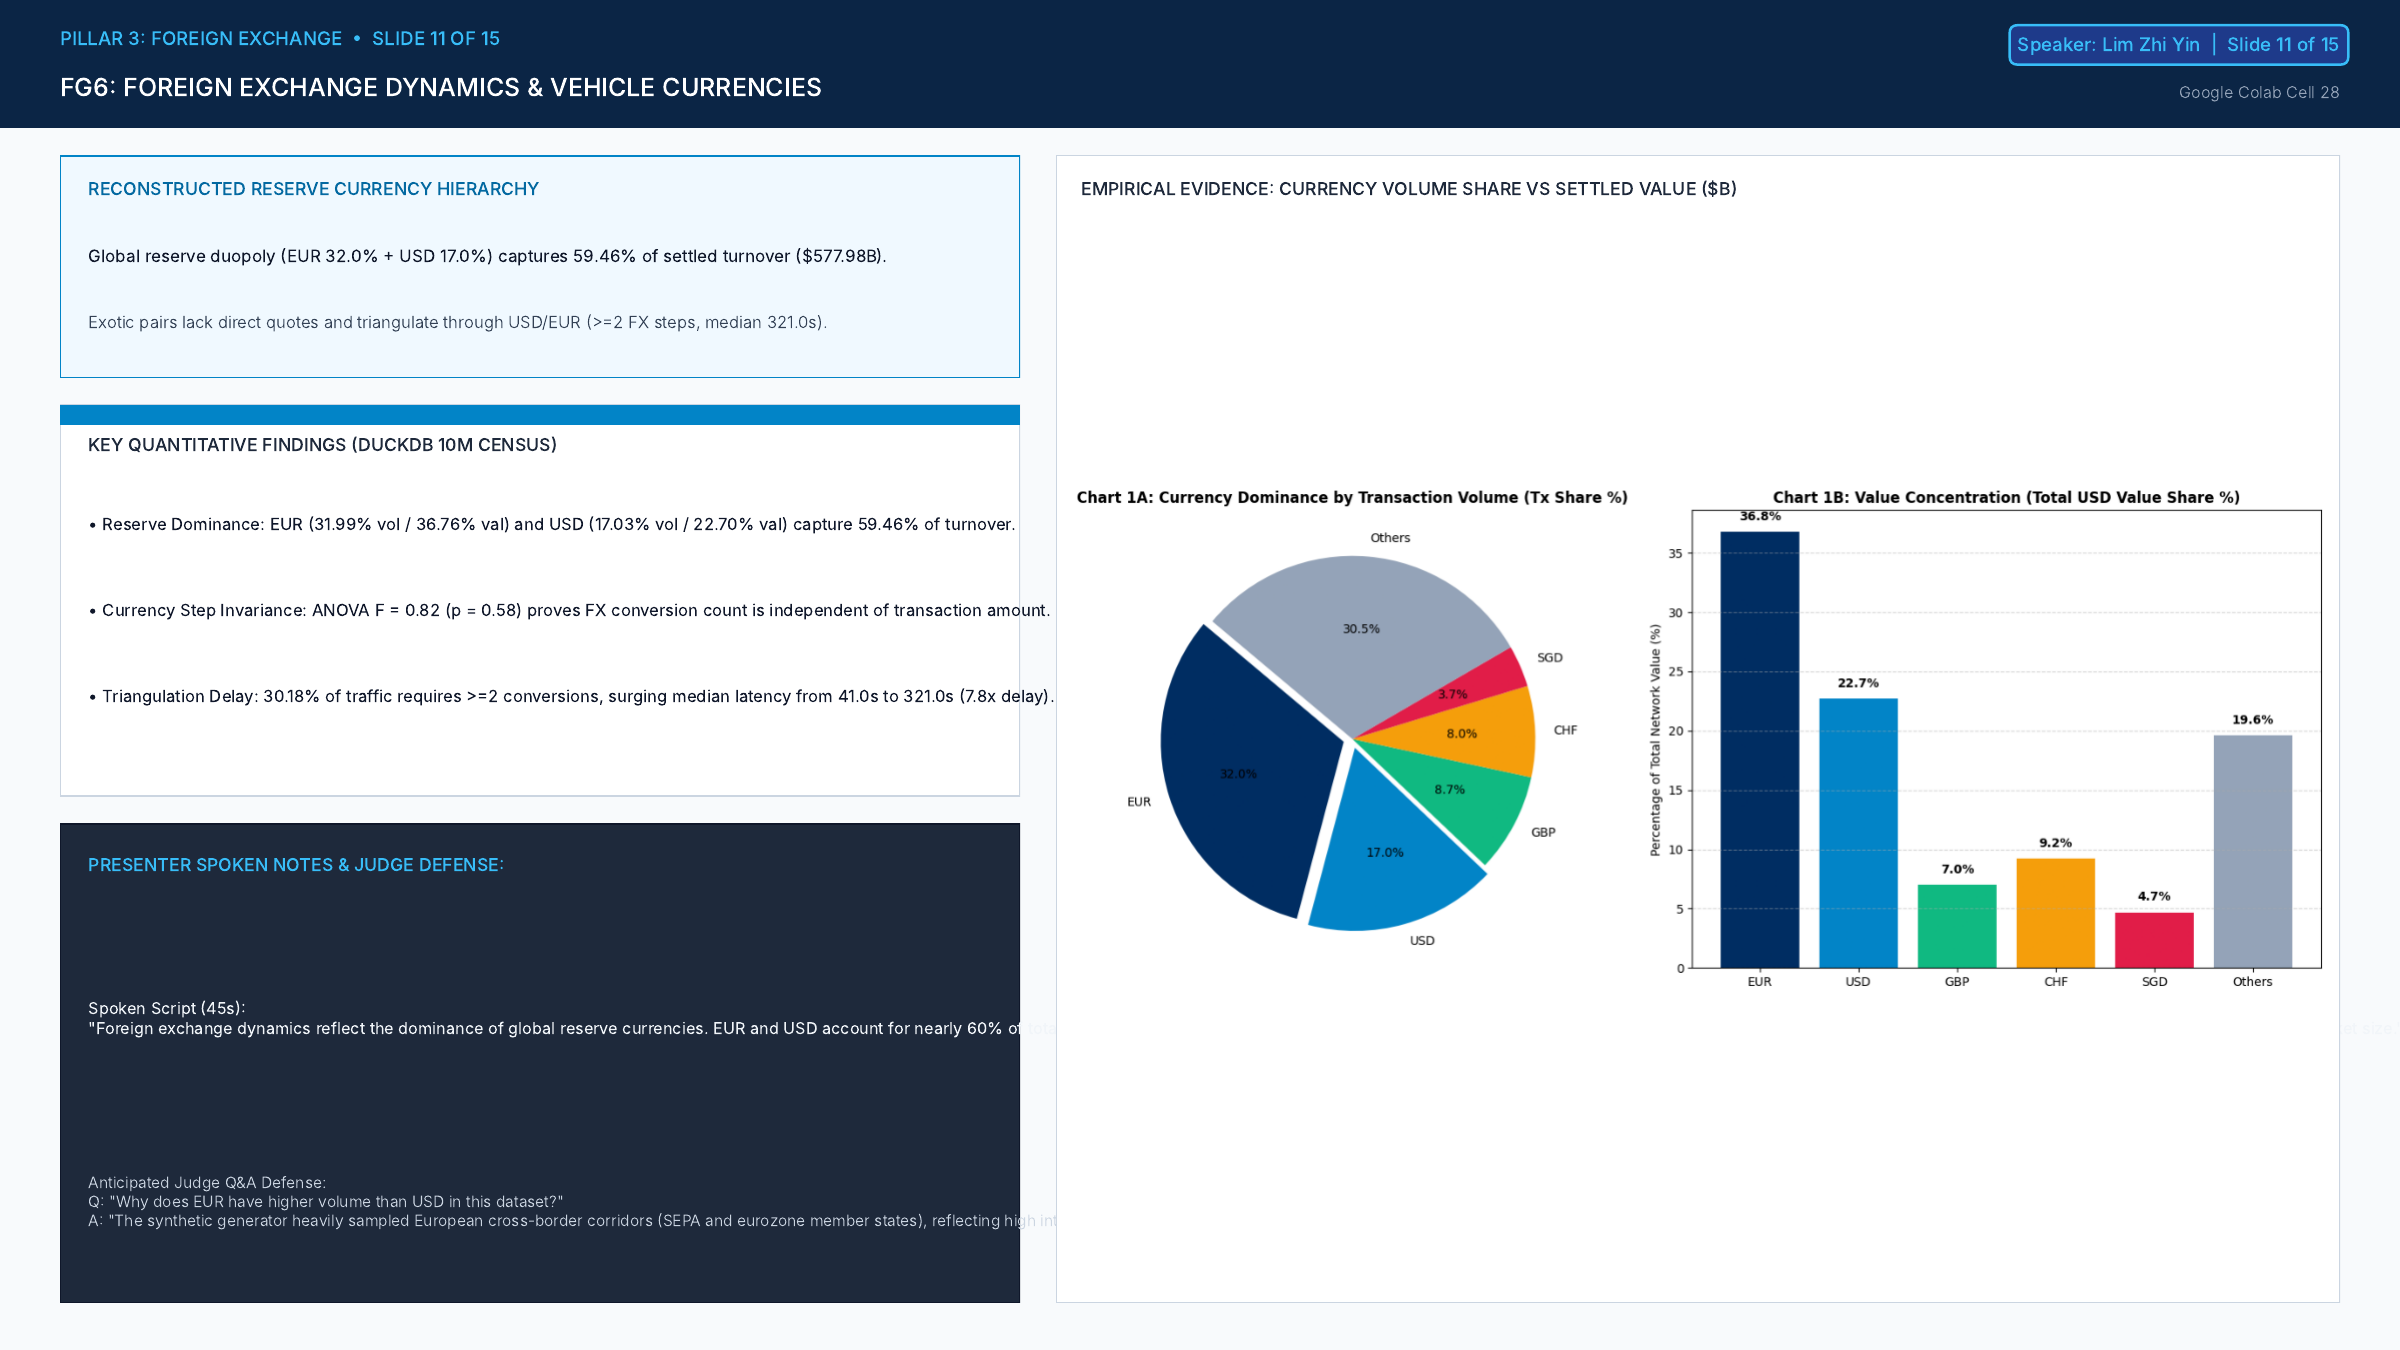 PILLAR 3: FOREIGN EXCHANGE • SLIDE 11 OF 15
FG6: FOREIGN EXCHANGE DYNAMICS & VEHICLE CURRENCIES
Speaker: Lim Zhi Yin | Slide 11 of 15
Google Colab Cell 28
RECONSTRUCTED RESERVE CURRENCY HIERARCHY
Global reserve duopoly (EUR 32.0% + USD 17.0%) captures 59.46% of settled turnover ($577.98B).
Exotic pairs lack direct quotes and triangulate through USD/EUR (>=2 FX steps, median 321.0s).
KEY QUANTITATIVE FINDINGS (DUCKDB 10M CENSUS)
• Reserve Dominance: EUR (31.99% vol / 36.76% val) and USD (17.03% vol / 22.70% val) capture 59.46% of turnover.
• Currency Step Invariance: ANOVA F = 0.82 (p = 0.58) proves FX conversion count is independent of transaction amount.
• Triangulation Delay: 30.18% of traffic requires >=2 conversions, surging median latency from 41.0s to 321.0s (7.8x delay).
PRESENTER SPOKEN NOTES & JUDGE DEFENSE:
Spoken Script (45s):
"Foreign exchange dynamics reflect the dominance of global reserve currencies. EUR and USD account for nearly 60% of
Anticipated Judge Q&A Defense:
Q: "Why does EUR have higher volume than USD in this dataset?"
A: "The synthetic generator heavily sampled European cross-border corridors (SEPA and eurozone member states), reflecting high int
EMPIRICAL EVIDENCE: CURRENCY VOLUME SHARE VS SETTLED VALUE ($B)
Chart 1A: Currency Dominance by Transaction Volume (Tx Share %)
Others
30.5%
SGD
3.7%
CHF
8.0%
8.7%
GBP
32.0%
EUR
17.0%
USD
Chart 1B: Value Concentration (Total USD Value Share %)
Percentage of Total Network Value (%)
35
30
25
20
15
10
5
0
36.8%
22.7%
7.0%
9.2%
4.7%
19.6%
EUR
USD
GBP
CHF
SGD
Others